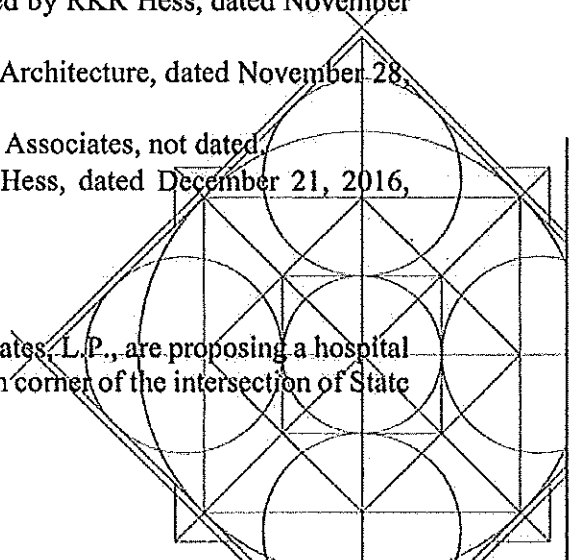 ed by RKR Hess, dated November
Architecture, dated November 28,
Associates, not dated.
Hess, dated December 21, 2016,
ates, L.P., are proposing a hospital
corner of the intersection of State